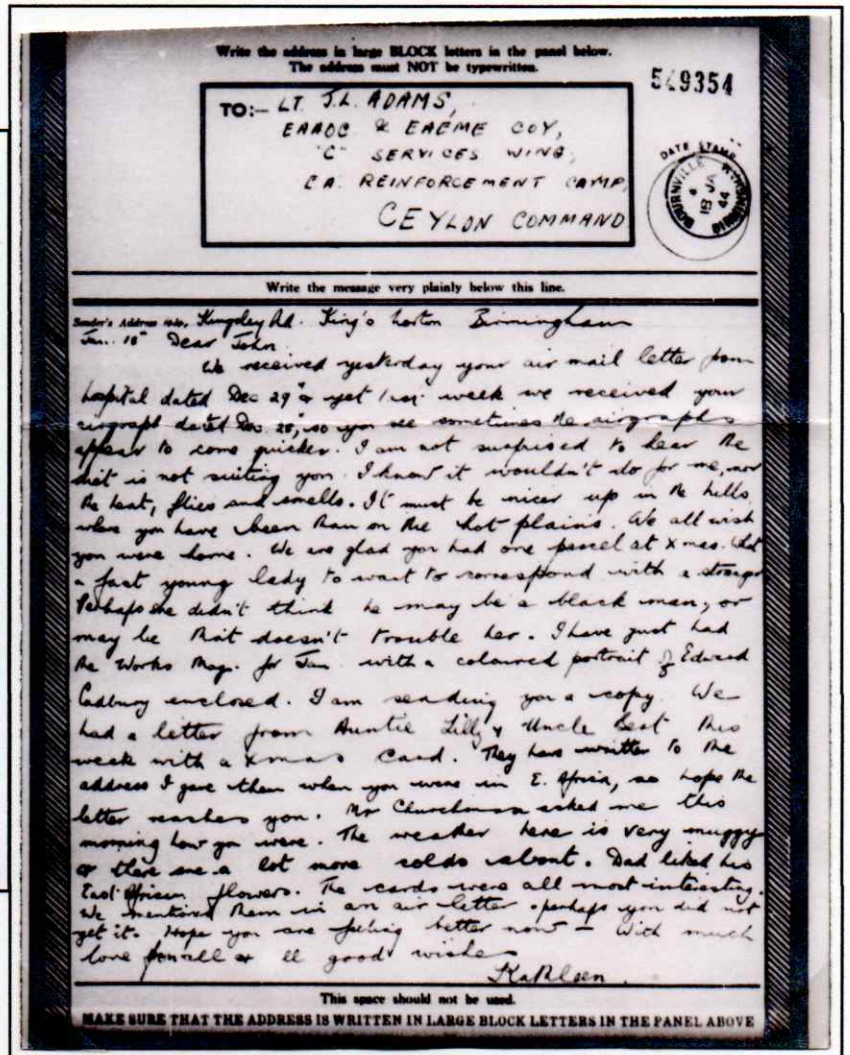 Write the address in large BLOCK letters in the panel below.
The address must NOT be typewritten.
549354
TO:- LT. J.L. ADAMS,
EAAOC & EAEME COY,
"C" SERVICES WING,
E.A. REINFORCEMENT CAMP,
CEYLON COMMAND
DATE STAMP
BOURNVILLE BIRMINGHAM
18 JA 44
Write the message very plainly below this line.
Sender's Address Kingsley Rd. King's Norton Birmingham
Jan. 18th Dear John
We received yesterday your air mail letter from
hospital dated Dec 29th & yet last week we received your
airgraph dated Dec. 28th, so you see sometimes the airgraphs
appear to come quicker. I am not surprised to hear the
diet is not suiting you. I know it wouldn't do for me, nor
the heat, flies and smells. It must be nicer up in the hills
where you have been than on the hot plains. We all wish
you were home. We are glad you had one parcel at Xmas. What
a fast young lady to want to correspond with a stranger
Perhaps she didn't think he may be a black man, or
may be that doesn't trouble her. I have just had
the Works Mag. for Jan. with a coloured portrait of Edward
Cadbury enclosed. I am sending you a copy. We
had a letter from Auntie Lilly & Uncle Bert this
week with a Xmas Card. They have written to the
address I gave them when you were in E. Africa, so hope the
letter reaches you. Mr Churchman asked me this
morning how you were. The weather here is very muggy
& there are a lot more colds about. Dad liked his
East African flowers. The cards were all most interesting.
We mentioned them in an air letter, perhaps you did not
get it. Hope you are feeling better now - With much
love from all & all good wishes
Kathleen.
This space should not be used.
MAKE SURE THAT THE ADDRESS IS WRITTEN IN LARGE BLOCK LETTERS IN THE PANEL ABOVE